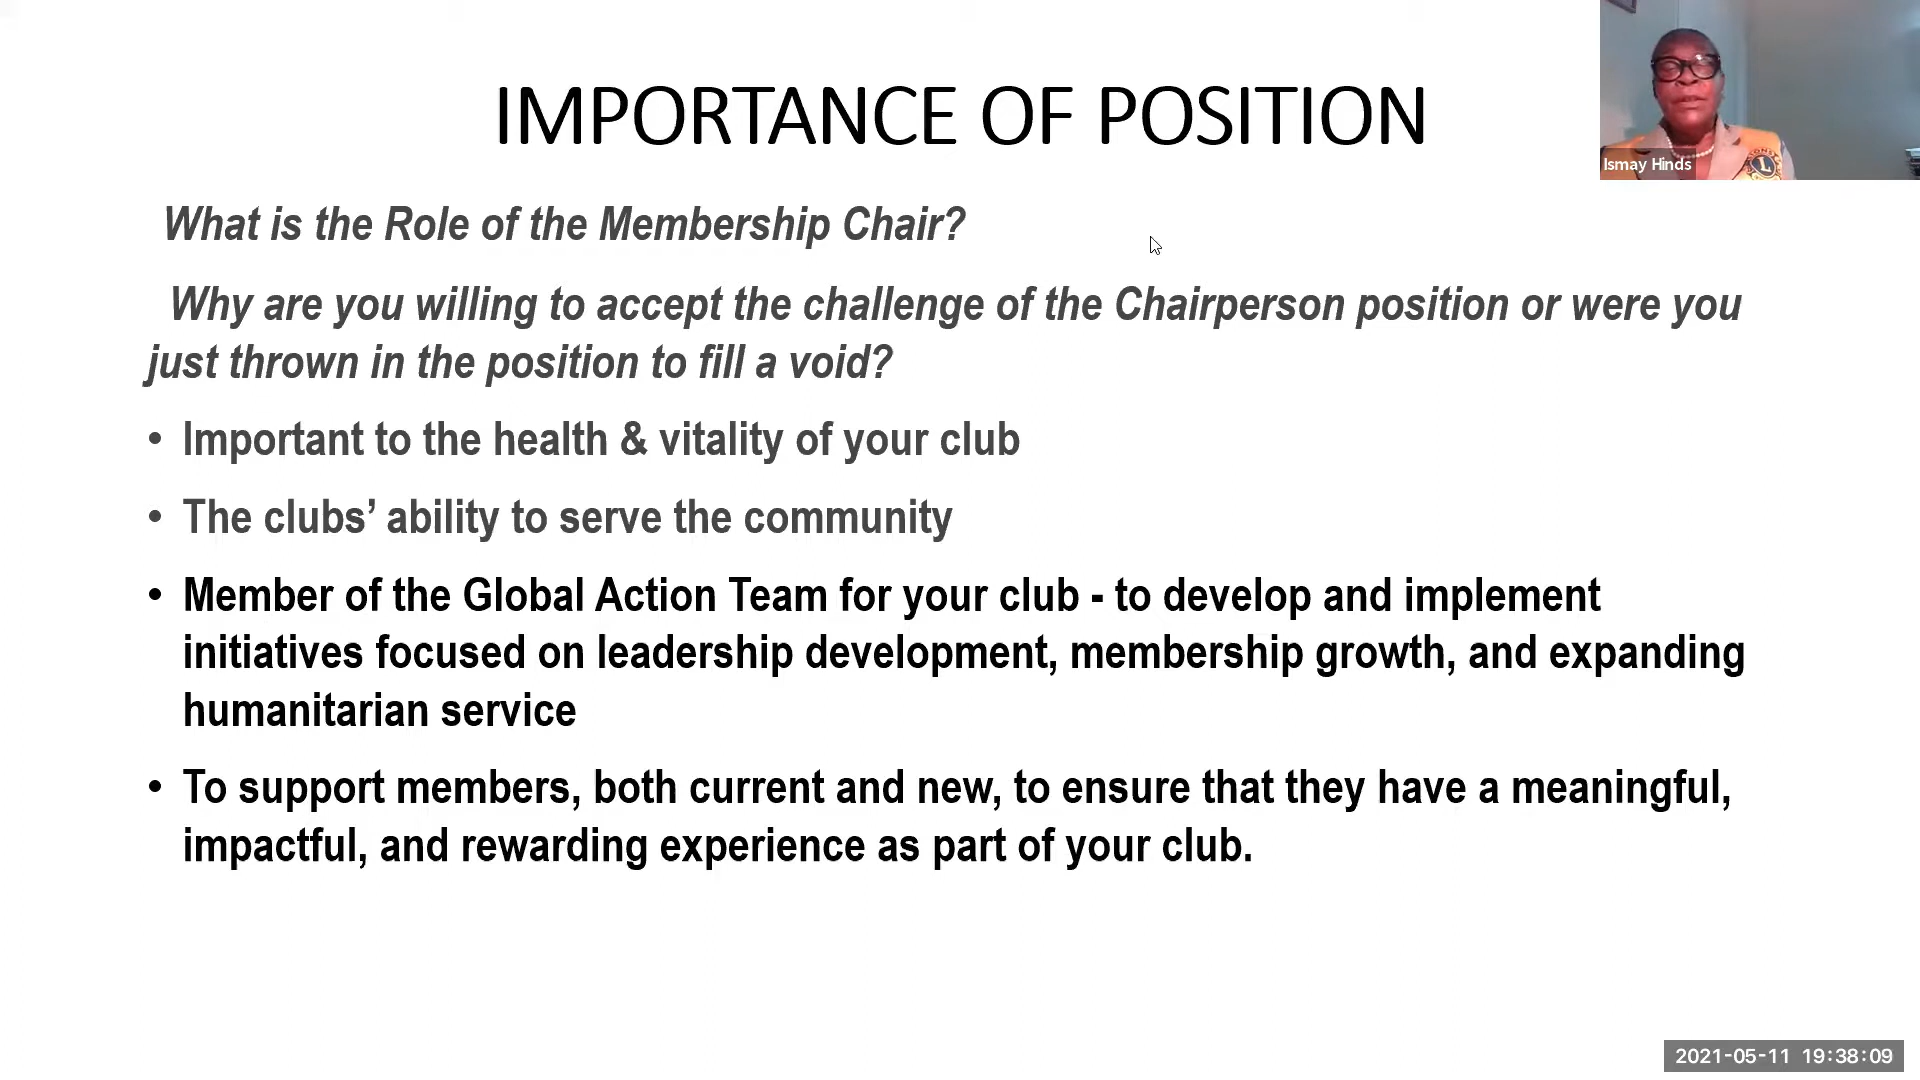 IMPORTANCE OF POSITION
Ismay Hinds
What is the Role of the Membership Chair?
Why are you willing to accept the challenge of the Chairperson position or were you
just thrown in the position to fill a void?
• Important to the health & vitality of your club
• The clubs’ ability to serve the community
• Member of the Global Action Team for your club - to develop and implement
initiatives focused on leadership development, membership growth, and expanding
humanitarian service
• To support members, both current and new, to ensure that they have a meaningful,
impactful, and rewarding experience as part of your club.
2021-05-11 19:38:09